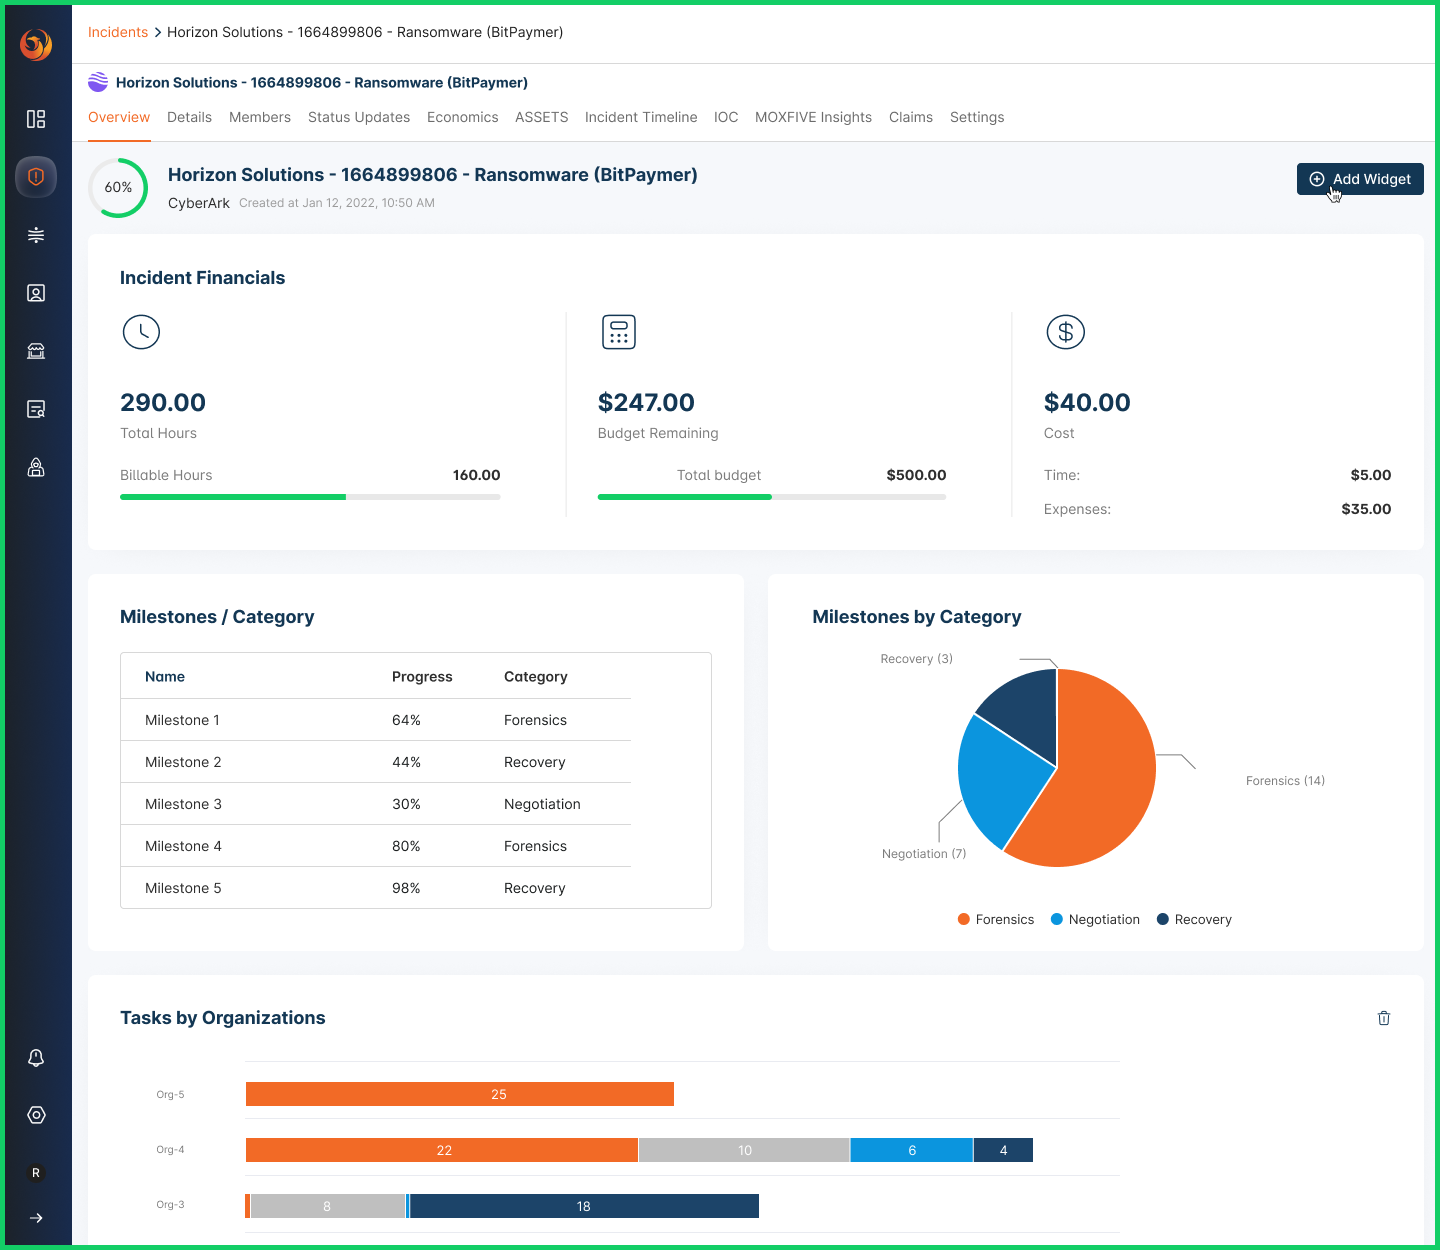 Incidents > Horizon Solutions - 1664899806 - Ransomware (BitPaymer)
Horizon Solutions - 1664899806 - Ransomware (BitPaymer)
Overview Details Members Status Updates Economics ASSETS Incident Timeline IOC MOXFIVE Insights Claims Settings
60%
Horizon Solutions - 1664899806 - Ransomware (BitPaymer)
CyberArk Created at Jan 12, 2022, 10:50 AM
Add Widget
Incident Financials
290.00
Total Hours
Billable Hours 160.00
$247.00
Budget Remaining
Total budget $500.00
$
$40.00
Cost
Time: $5.00
Expenses: $35.00
Milestones / Category
Name Progress Category
Milestone 1 64% Forensics
Milestone 2 44% Recovery
Milestone 3 30% Negotiation
Milestone 4 80% Forensics
Milestone 5 98% Recovery
Milestones by Category
Recovery (3)
Forensics (14)
Negotiation (7)
Forensics Negotiation Recovery
Tasks by Organizations
Org-5 25
Org-4 22 10 6 4
Org-3 8 18
R